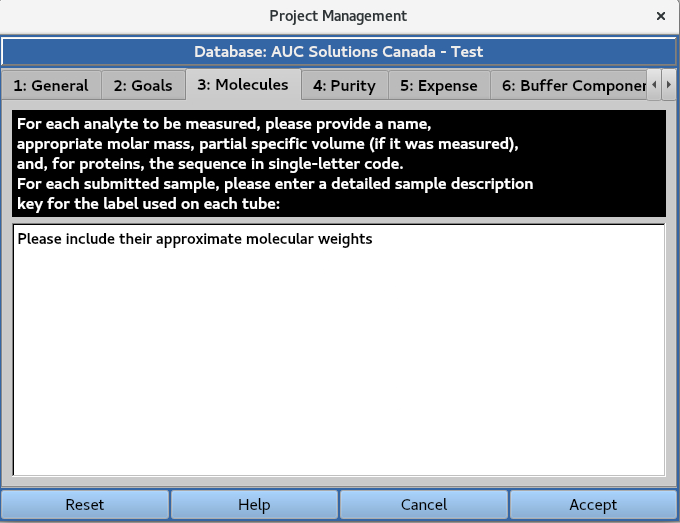 Project Management
Database: AUC Solutions Canada - Test
1: General
2: Goals
3: Molecules
4: Purity
5: Expense
6: Buffer Componen
For each analyte to be measured, please provide a name,
appropriate molar mass, partial specific volume (if it was measured),
and, for proteins, the sequence in single-letter code.
For each submitted sample, please enter a detailed sample description
key for the label used on each tube:
Please include their approximate molecular weights
Reset
Help
Cancel
Accept